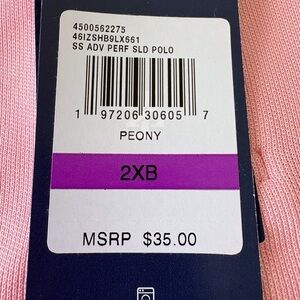 4500562275
46IZSHB9LX661
SS ADV PERF SLD POLO
1 97206 30605 7
PEONY
2XB
MSRP $35.00